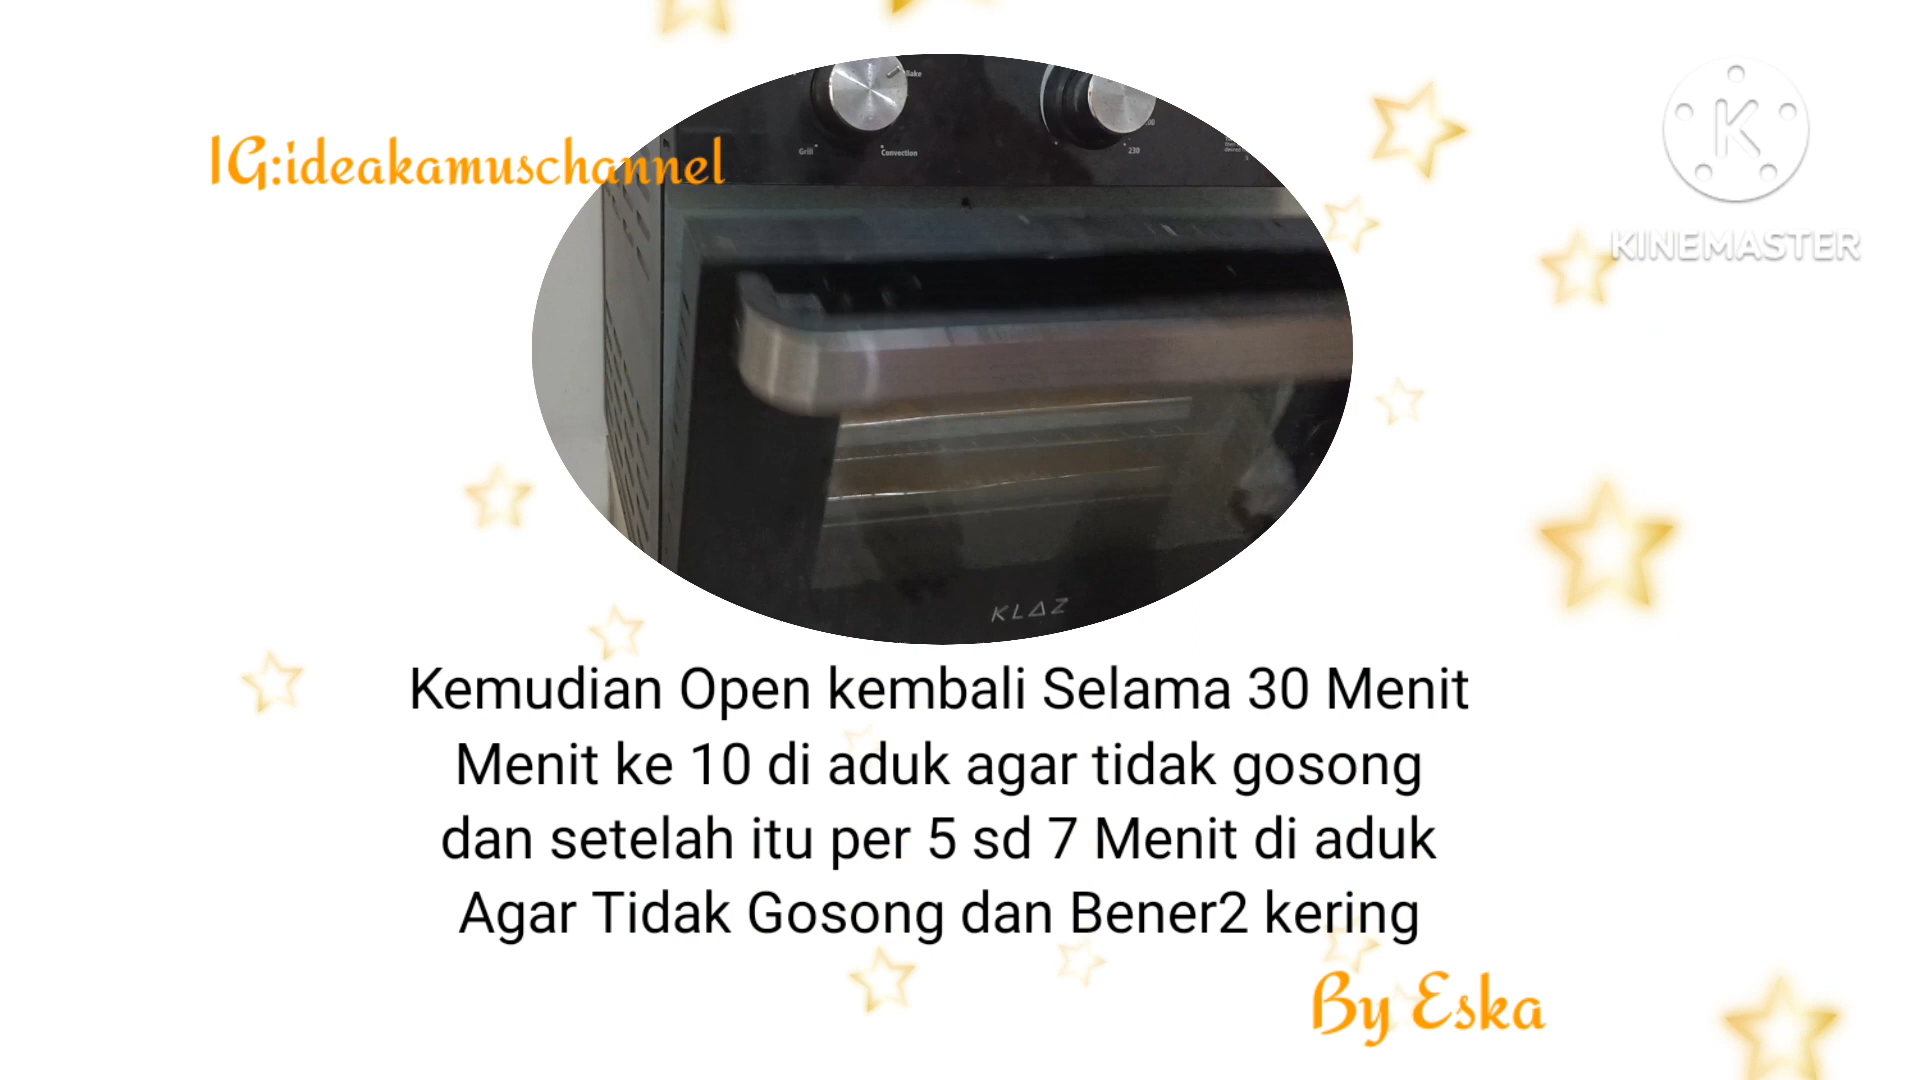 Bake
Grill
Convection
230
IG:ideakamuschannel
KINEMASTER
KLAZ
Kemudian Open kembali Selama 30 Menit
Menit ke 10 di aduk agar tidak gosong
dan setelah itu per 5 sd 7 Menit di aduk
Agar Tidak Gosong dan Bener2 kering
By Eska